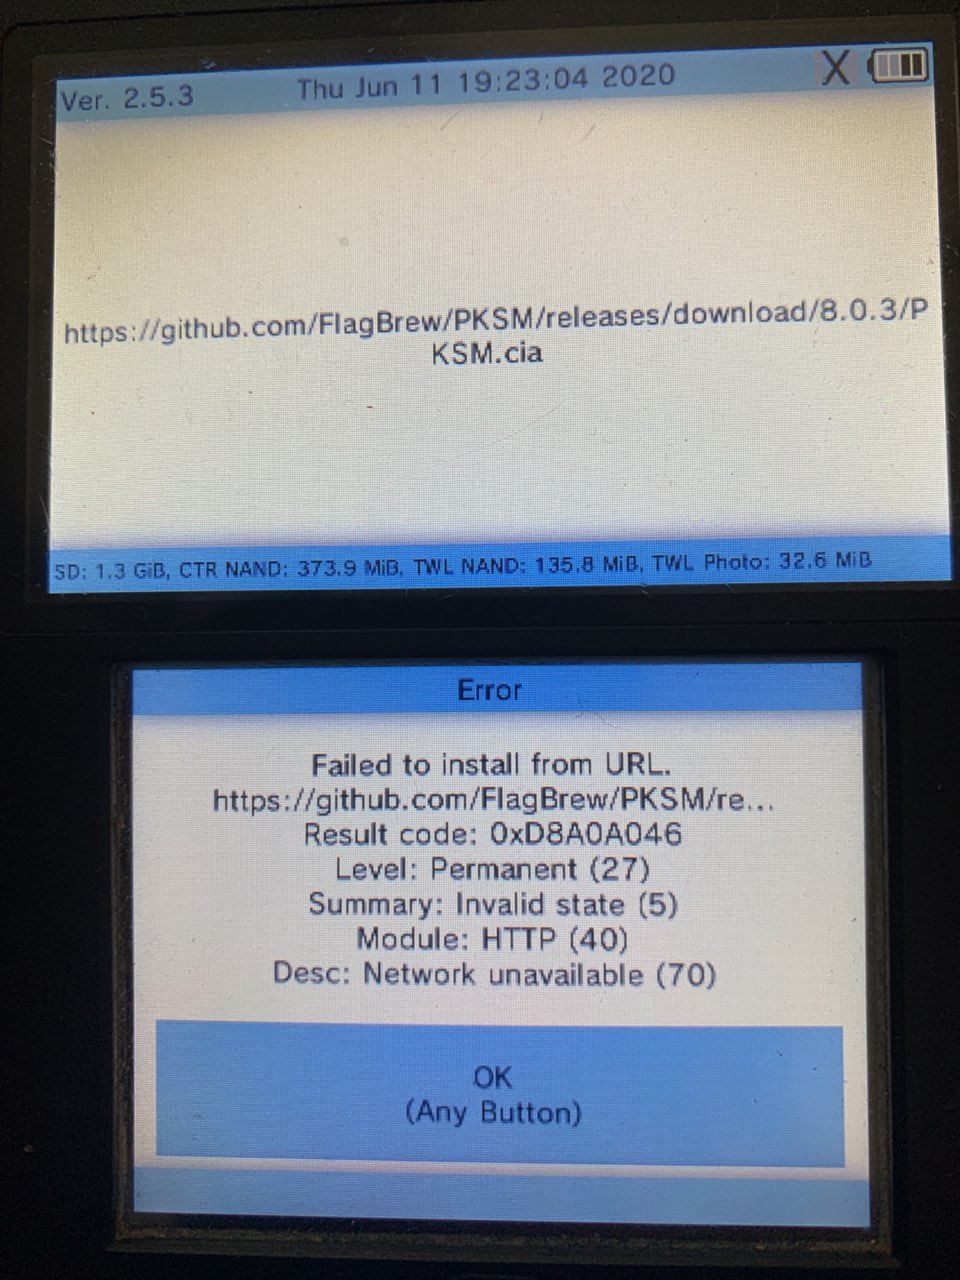 Ver. 2.5.3
Thu Jun 11 19:23:04 2020
X
https://github.com/FlagBrew/PKSM/releases/download/8.0.3/P
KSM.cia
SD: 1.3 GiB, CTR NAND: 373.9 MiB, TWL NAND: 135.8 MiB, TWL Photo: 32.6 MiB
Error
Failed to install from URL.
https://github.com/FlagBrew/PKSM/re...
Result code: 0xD8A0A046
Level: Permanent (27)
Summary: Invalid state (5)
Module: HTTP (40)
Desc: Network unavailable (70)
OK
(Any Button)